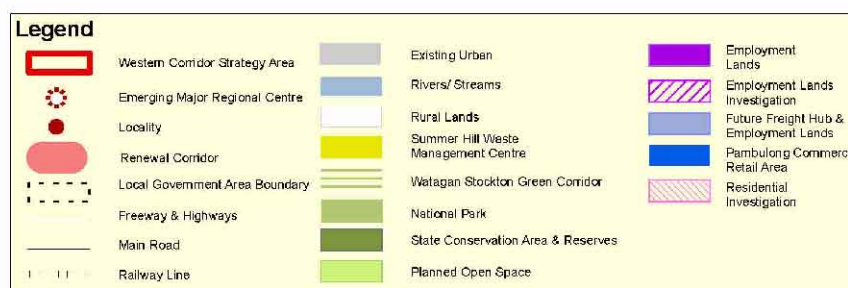 Legend
Western Corridor Strategy Area
Emerging Major Regional Centre
Locality
Renewal Corridor
Local Government Area Boundary
Freeway & Highways
Main Road
Railway Line
Existing Urban
Rivers/ Streams
Rural Lands
Summer Hill Waste
Management Centre
Watagan Stockton Green Corridor
National Park
State Conservation Area & Reserves
Planned Open Space
Employment
Lands
Employment Lands
Investigation
Future Freight Hub &
Employment Lands
Pambulong Commerc
Retail Area
Residential
Investigation